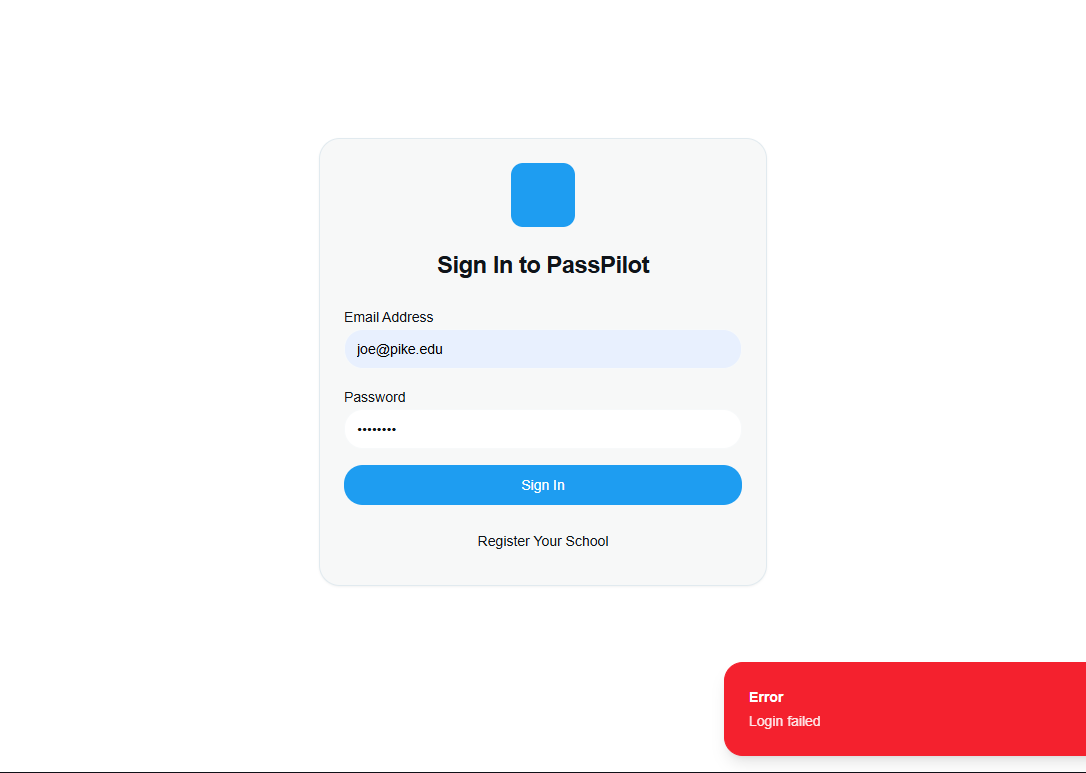 Sign In to PassPilot
Email Address
joe@pike.edu
Password
••••••••
Sign In
Register Your School
Error
Login failed